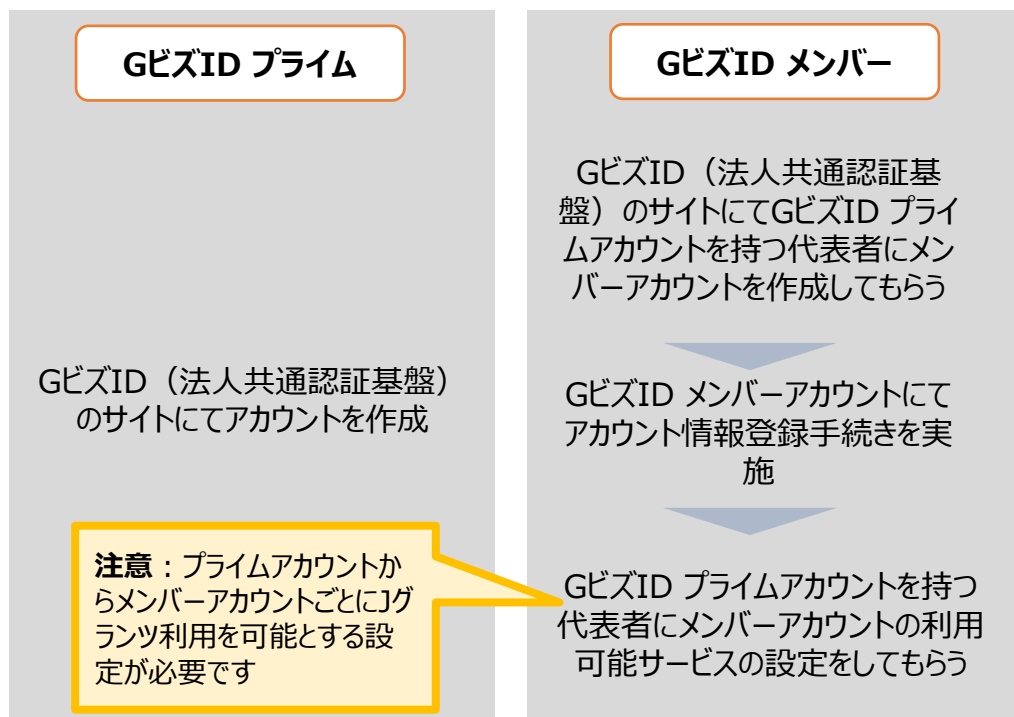 GビズID プライム
GビズID（法人共通認証基盤）
のサイトにてアカウントを作成
注意：プライムアカウントか
らメンバーアカウントごとにJグ
ランツ利用を可能とする設
定が必要です
GビズID メンバー
GビズID（法人共通認証基
盤）のサイトにてGビズID プライ
ムアカウントを持つ代表者にメン
バーアカウントを作成してもらう
GビズID メンバーアカウントにて
アカウント情報登録手続きを実
施
GビズID プライムアカウントを持つ
代表者にメンバーアカウントの利用
可能サービスの設定をしてもらう